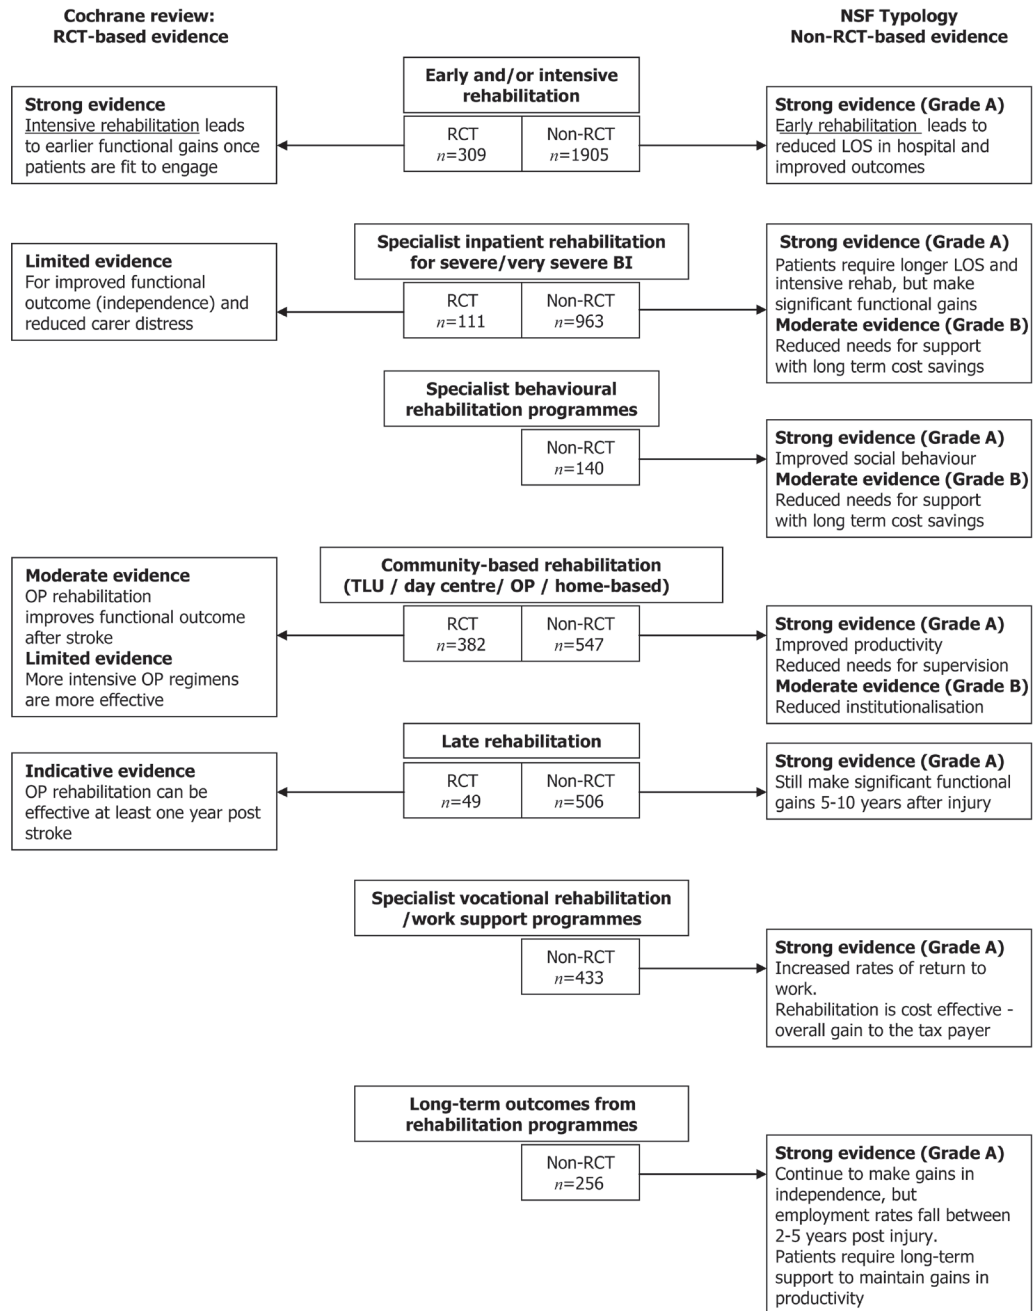 Cochrane review:
RCT-based evidence
NSF Typology
Non-RCT-based evidence
Early and/or intensive
rehabilitation
RCT
n=309
Non-RCT
n=1905
Strong evidence
Intensive rehabilitation leads
to earlier functional gains once
patients are fit to engage
Strong evidence (Grade A)
Early rehabilitation leads to
reduced LOS in hospital and
improved outcomes
Specialist inpatient rehabilitation
for severe/very severe BI
RCT
n=111
Non-RCT
n=963
Limited evidence
For improved functional
outcome (independence) and
reduced carer distress
Strong evidence (Grade A)
Patients require longer LOS and
intensive rehab, but make
significant functional gains
Moderate evidence (Grade B)
Reduced needs for support
with long term cost savings
Specialist behavioural
rehabilitation programmes
Non-RCT
n=140
Strong evidence (Grade A)
Improved social behaviour
Moderate evidence (Grade B)
Reduced needs for support
with long term cost savings
Community-based rehabilitation
(TLU / day centre/ OP / home-based)
RCT
n=382
Non-RCT
n=547
Moderate evidence
OP rehabilitation
improves functional outcome
after stroke
Limited evidence
More intensive OP regimens
are more effective
Strong evidence (Grade A)
Improved productivity
Reduced needs for supervision
Moderate evidence (Grade B)
Reduced institutionalisation
Late rehabilitation
RCT
n=49
Non-RCT
n=506
Indicative evidence
OP rehabilitation can be
effective at least one year post
stroke
Strong evidence (Grade A)
Still make significant functional
gains 5-10 years after injury
Specialist vocational rehabilitation
/work support programmes
Non-RCT
n=433
Strong evidence (Grade A)
Increased rates of return to
work.
Rehabilitation is cost effective -
overall gain to the tax payer
Long-term outcomes from
rehabilitation programmes
Non-RCT
n=256
Strong evidence (Grade A)
Continue to make gains in
independence, but
employment rates fall between
2-5 years post injury.
Patients require long-term
support to maintain gains in
productivity